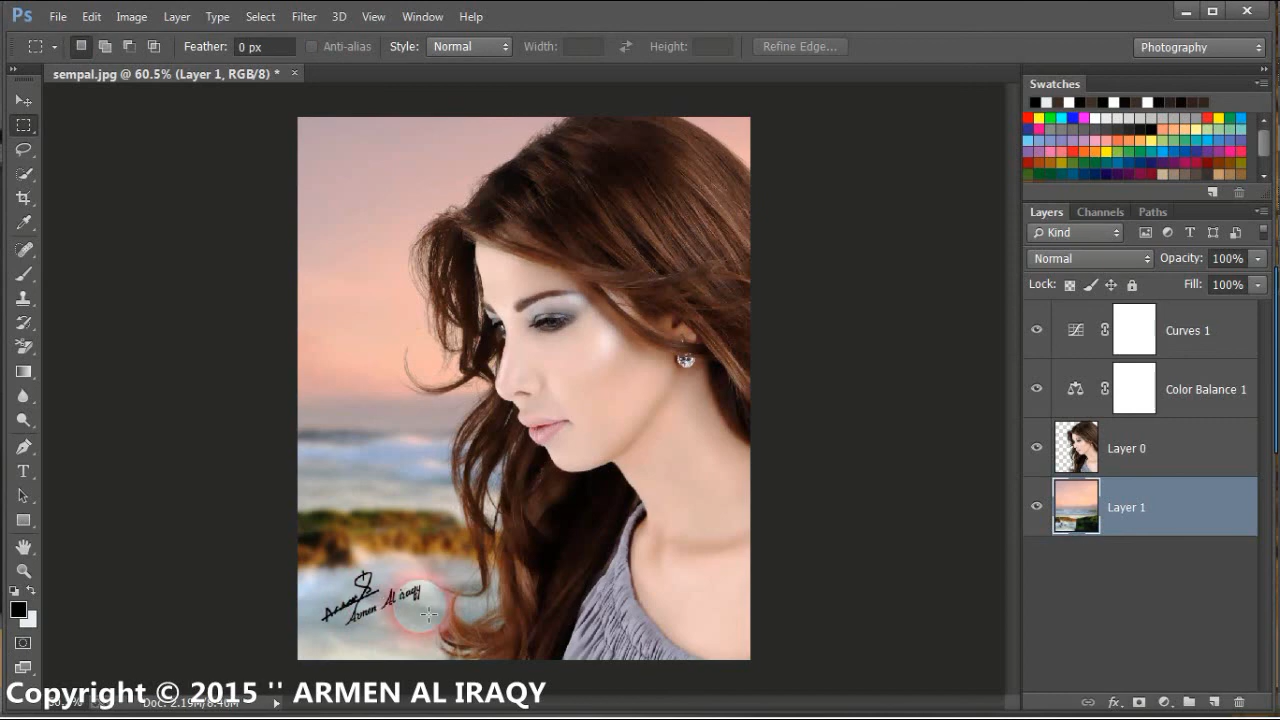 Ps File Edit Image Layer Type Select Filter 3D View Window Help
Feather: 0 px Anti-alias Style: Normal Width: Height: Refine Edge... Photography
sempal.jpg @ 60.5% (Layer 1, RGB/8) * ×
Swatches
Layers Channels Paths
Kind
Normal Opacity: 100%
Lock: Fill: 100%
Curves 1
Color Balance 1
Layer 0
Layer 1
Armen Al iraqy
Copyright © 2015 '' ARMEN AL IRAQY